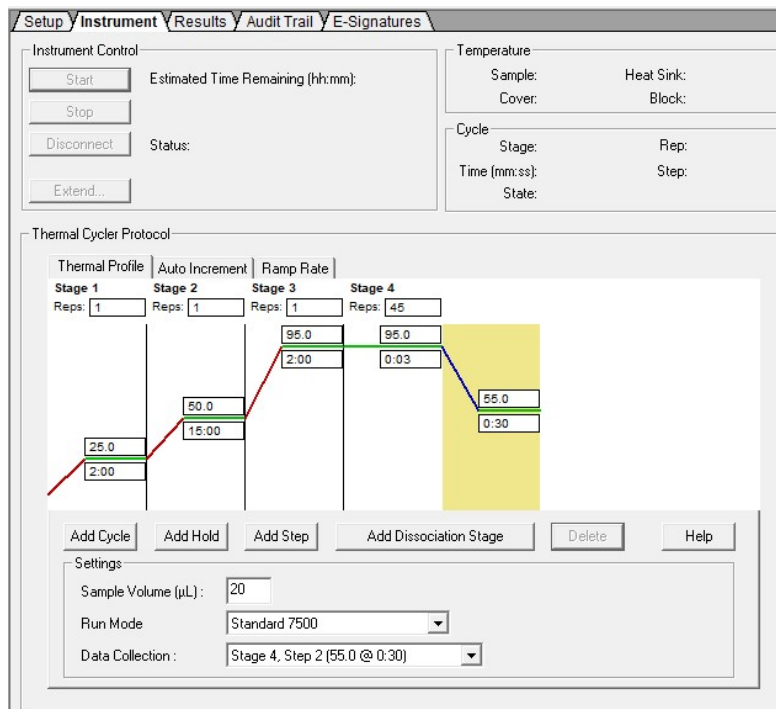 Setup Instrument Results Audit Trail E-Signatures
Instrument Control
Start Estimated Time Remaining (hh:mm):
Stop
Disconnect Status:
Extend...
Temperature
Sample: Heat Sink:
Cover: Block:
Cycle
Stage: Rep:
Time (mm:ss): Step:
State:
Thermal Cycler Protocol
Thermal Profile Auto Increment Ramp Rate
Stage 1 Stage 2 Stage 3 Stage 4
Reps: 1 Reps: 1 Reps: 1 Reps: 45
95.0 95.0
2:00 0:03
50.0 55.0
15:00 0:30
25.0
2:00
Add Cycle Add Hold Add Step Add Dissociation Stage Delete Help
Settings
Sample Volume (µL) : 20
Run Mode Standard 7500
Data Collection : Stage 4, Step 2 (55.0 @ 0:30)